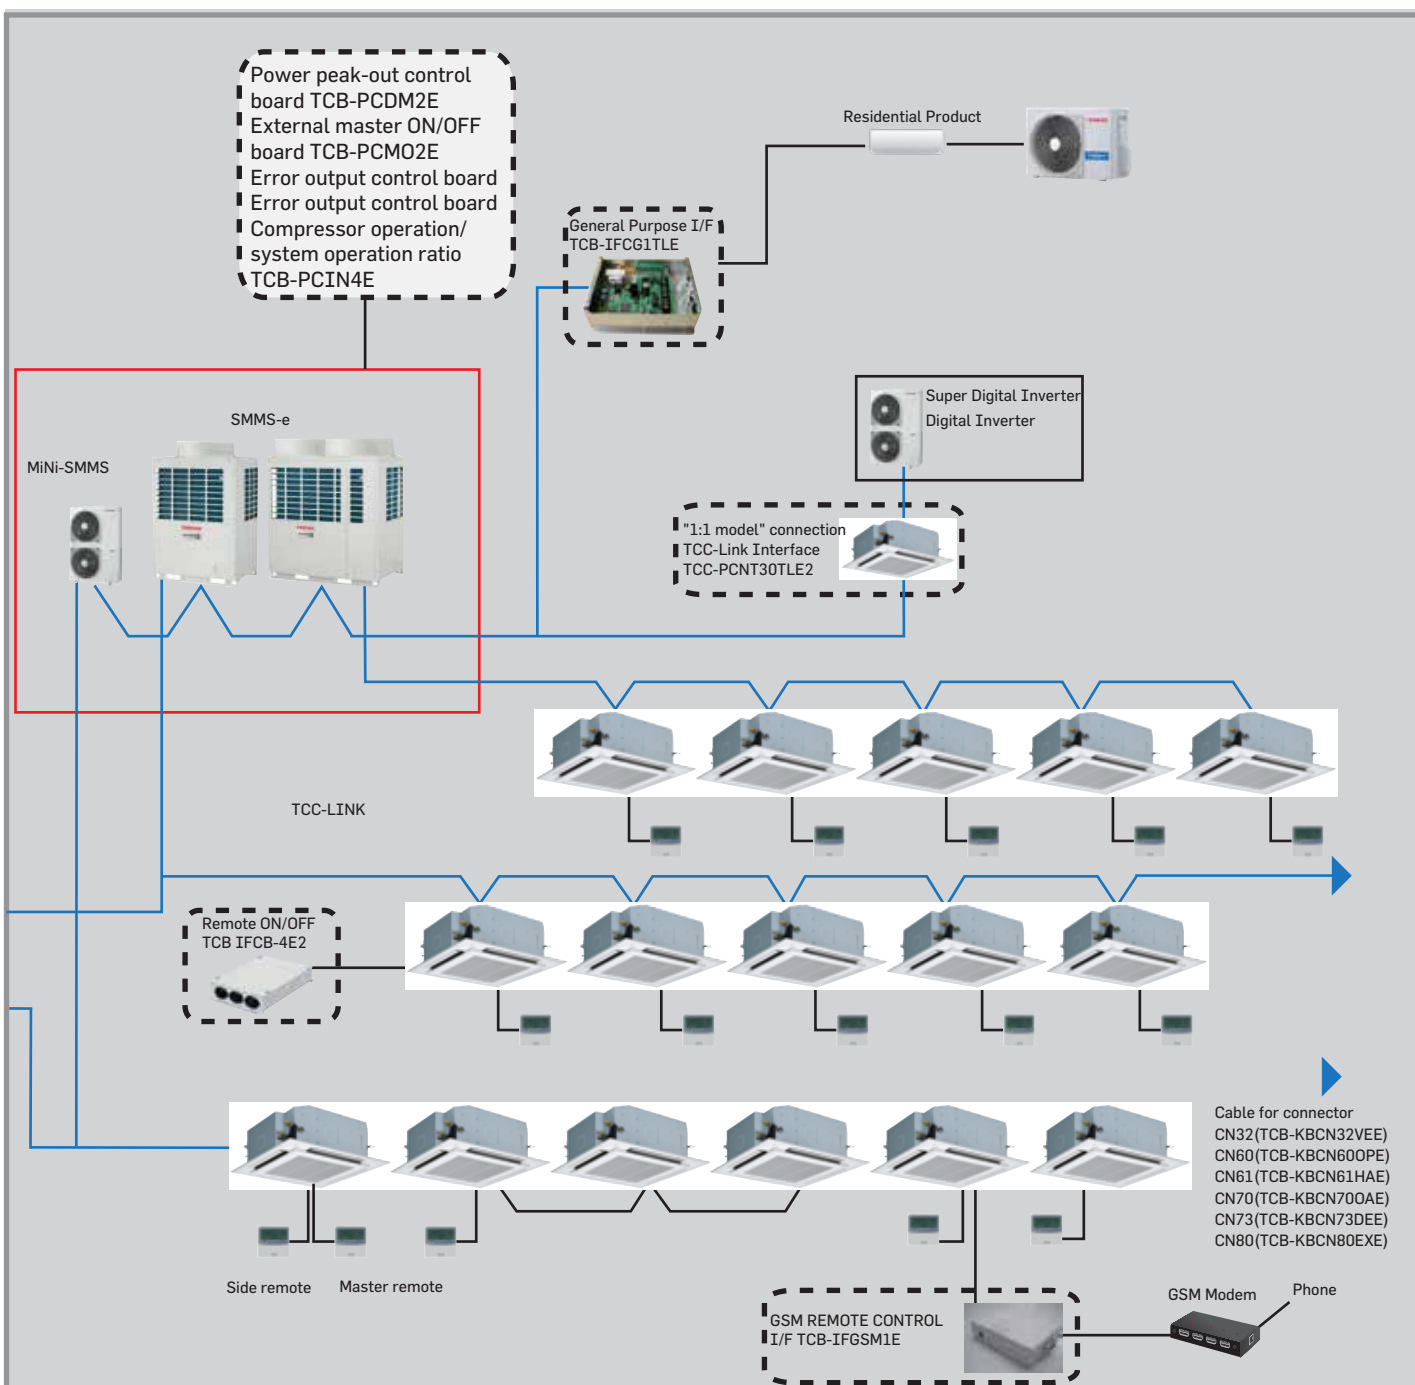 Power peak-out control
board TCB-PCDM2E
External master ON/OFF
board TCB-PCMO2E
Error output control board
Error output control board
Compressor operation/
system operation ratio
TCB-PCIN4E
Residential Product
General Purpose I/F
TCB-IFCG1TLE
Super Digital Inverter
Digital Inverter
SMMS-e
MiNi-SMMS
"1:1 model" connection
TCC-Link Interface
TCC-PCNT30TLE2
TCC-LINK
Remote ON/OFF
TCB IFCB-4E2
Cable for connector
CN32(TCB-KBCN32VEE)
CN60(TCB-KBCN60OPE)
CN61(TCB-KBCN61HAE)
CN70(TCB-KBCN70OAE)
CN73(TCB-KBCN73DEE)
CN80(TCB-KBCN80EXE)
Side remote
Master remote
GSM REMOTE CONTROL
I/F TCB-IFGSM1E
GSM Modem
Phone